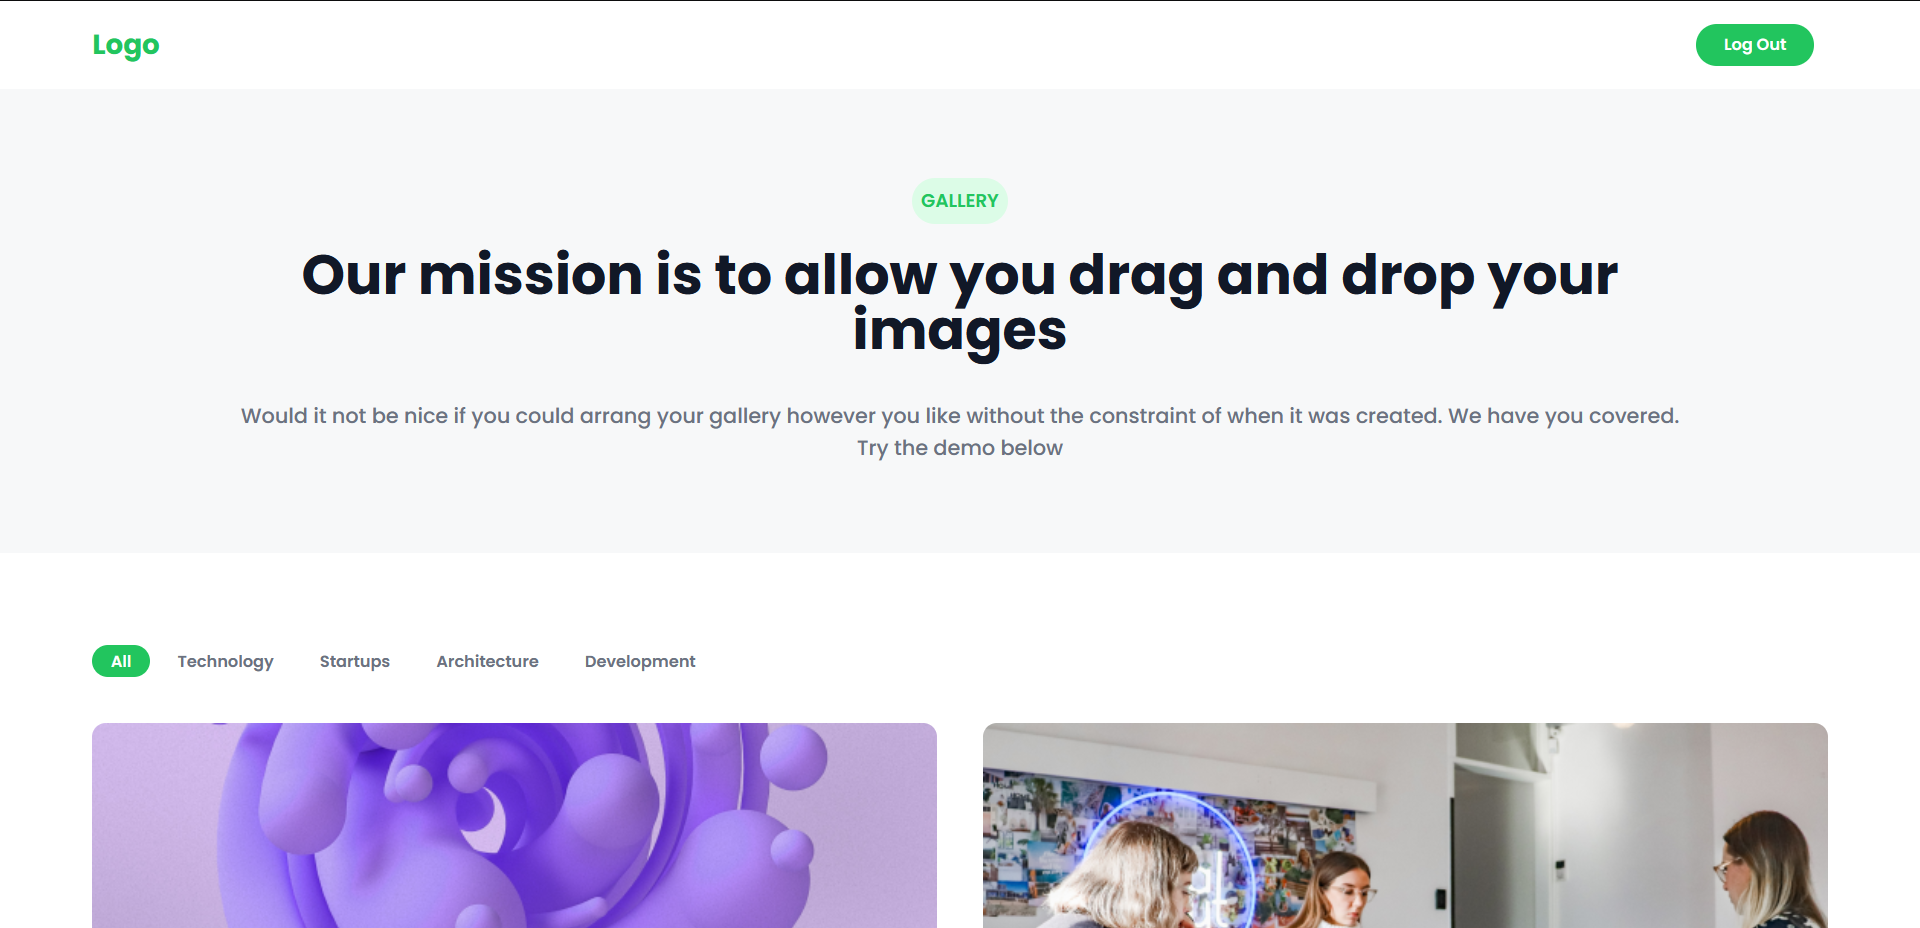 Logo
Log Out
GALLERY
Our mission is to allow you drag and drop your
images
Would it not be nice if you could arrang your gallery however you like without the constraint of when it was created. We have you covered.
Try the demo below
All
Technology
Startups
Architecture
Development